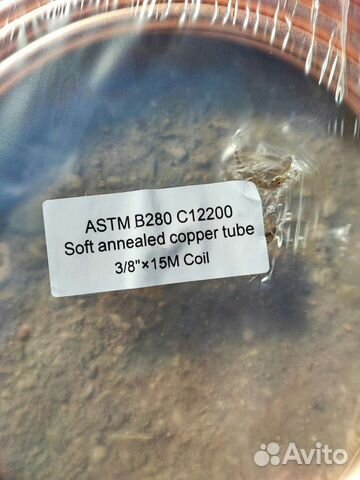 ASTM B280 C12200
Soft annealed copper tube
3/8"×15M Coil
Avito